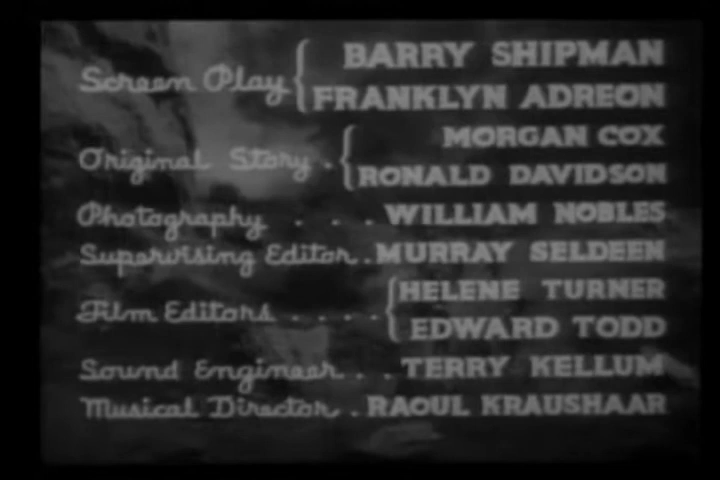 Screen Play { BARRY SHIPMAN
FRANKLYN ADREON
Original Story . { MORGAN COX
RONALD DAVIDSON
Photography . . . WILLIAM NOBLES
Supervising Editor . . MURRAY SELDEEN
Film Editors . . . . { HELENE TURNER
EDWARD TODD
Sound Engineer . . TERRY KELLUM
Musical Director . . RAOUL KRAUSHAAR